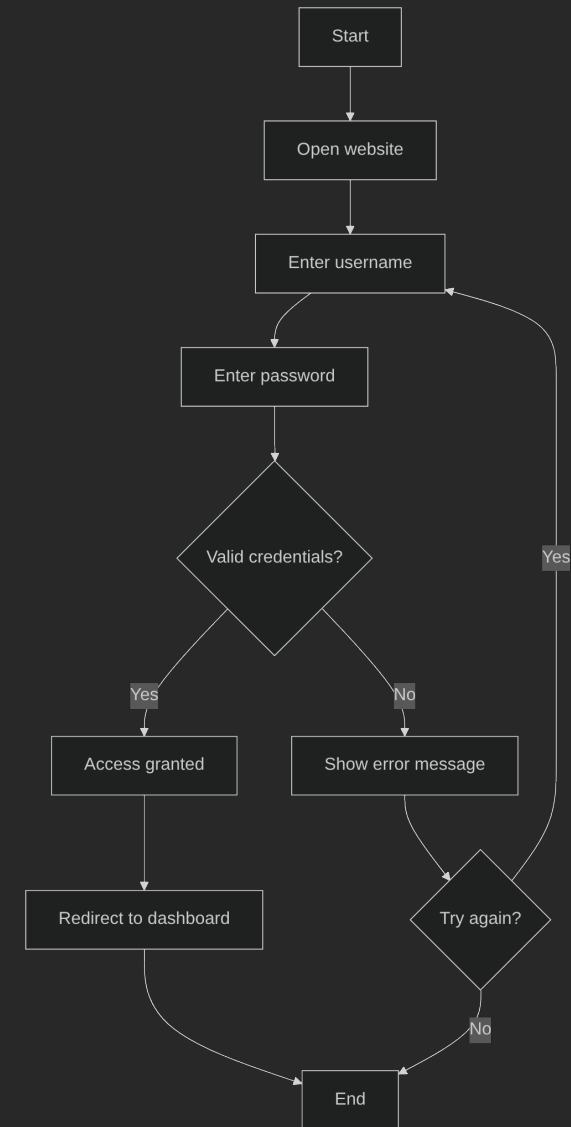 Start
Open website
Enter username
Enter password
Valid credentials?
Yes
Yes
No
Access granted
Show error message
Redirect to dashboard
Try again?
No
End